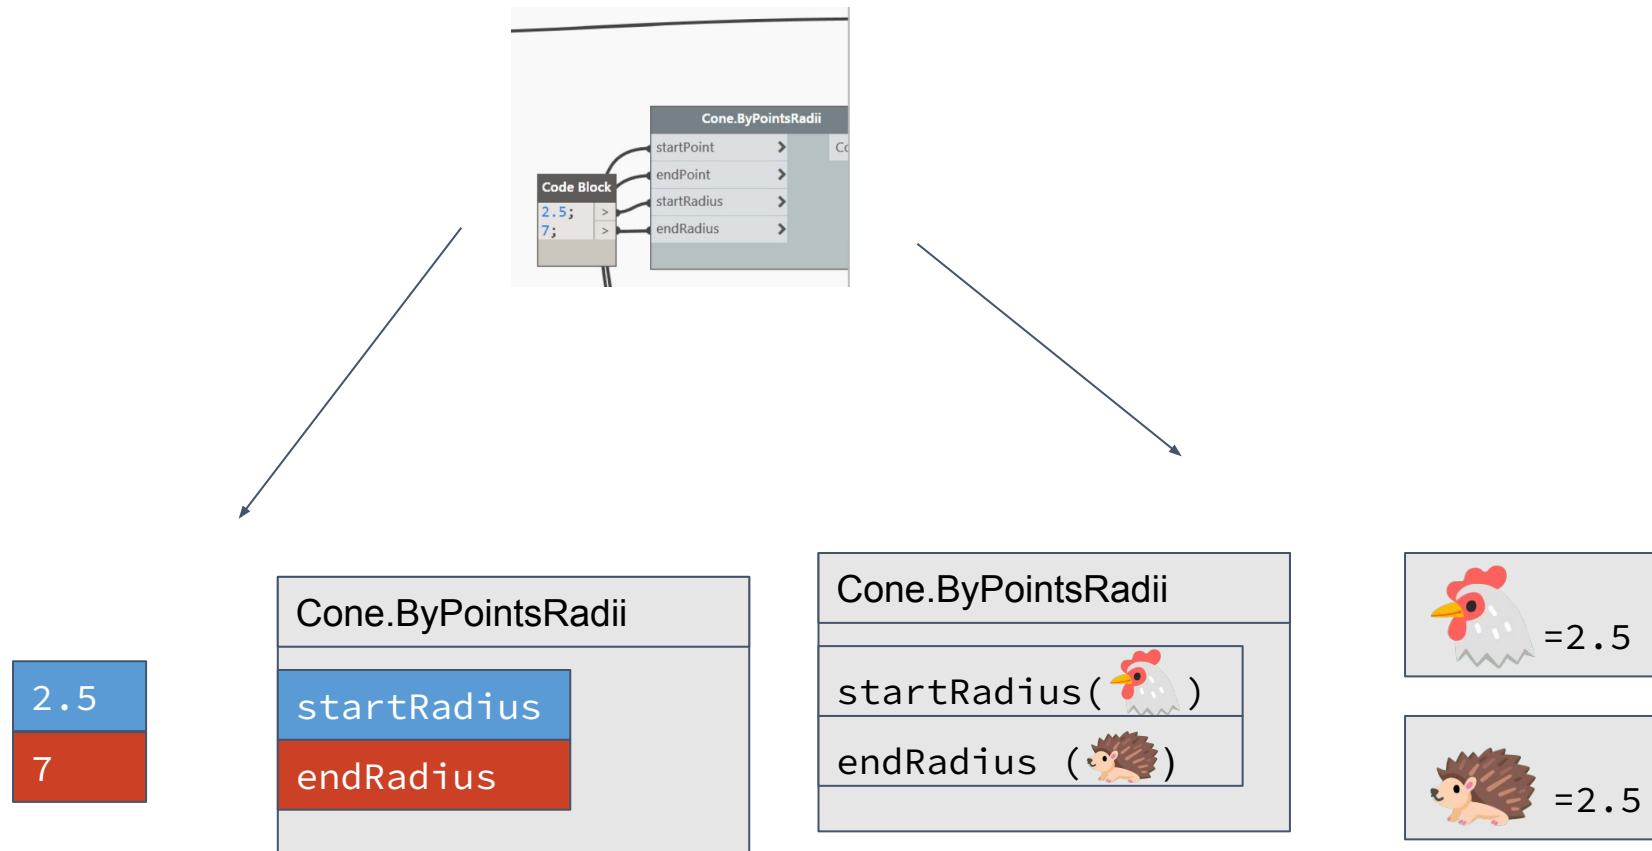 Cone.ByPointsRadii
startPoint
endPoint
startRadius
endRadius
Code Block
2.5; >
7; >
Cone.ByPointsRadii
startRadius
endRadius
2.5
7
Cone.ByPointsRadii
startRadius( )
endRadius ( )
=2.5
=2.5